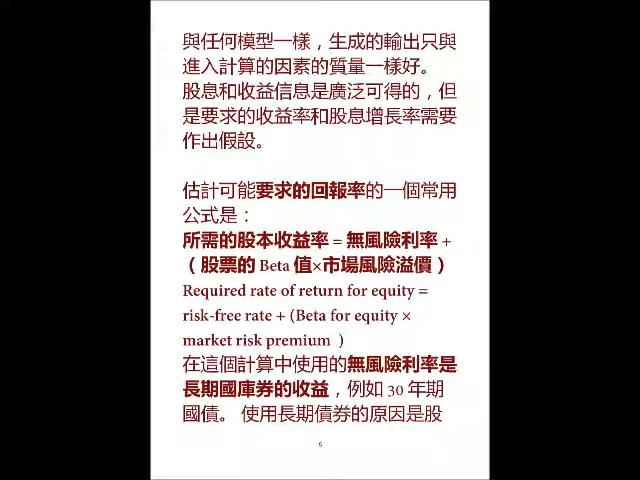 與任何模型一樣，生成的輸出只與
進入計算的因素的質量一樣好。
股息和收益信息是廣泛可得的，但
是要求的收益率和股息增長率需要
作出假設。
估計可能要求的回報率的一個常用
公式是：
所需的股本收益率 = 無風險利率 +
（股票的 Beta 值×市場風險溢價）
Required rate of return for equity =
risk-free rate + (Beta for equity ×
market risk premium )
在這個計算中使用的無風險利率是
長期國庫券的收益，例如 30 年期
國債。 使用長期債券的原因是股